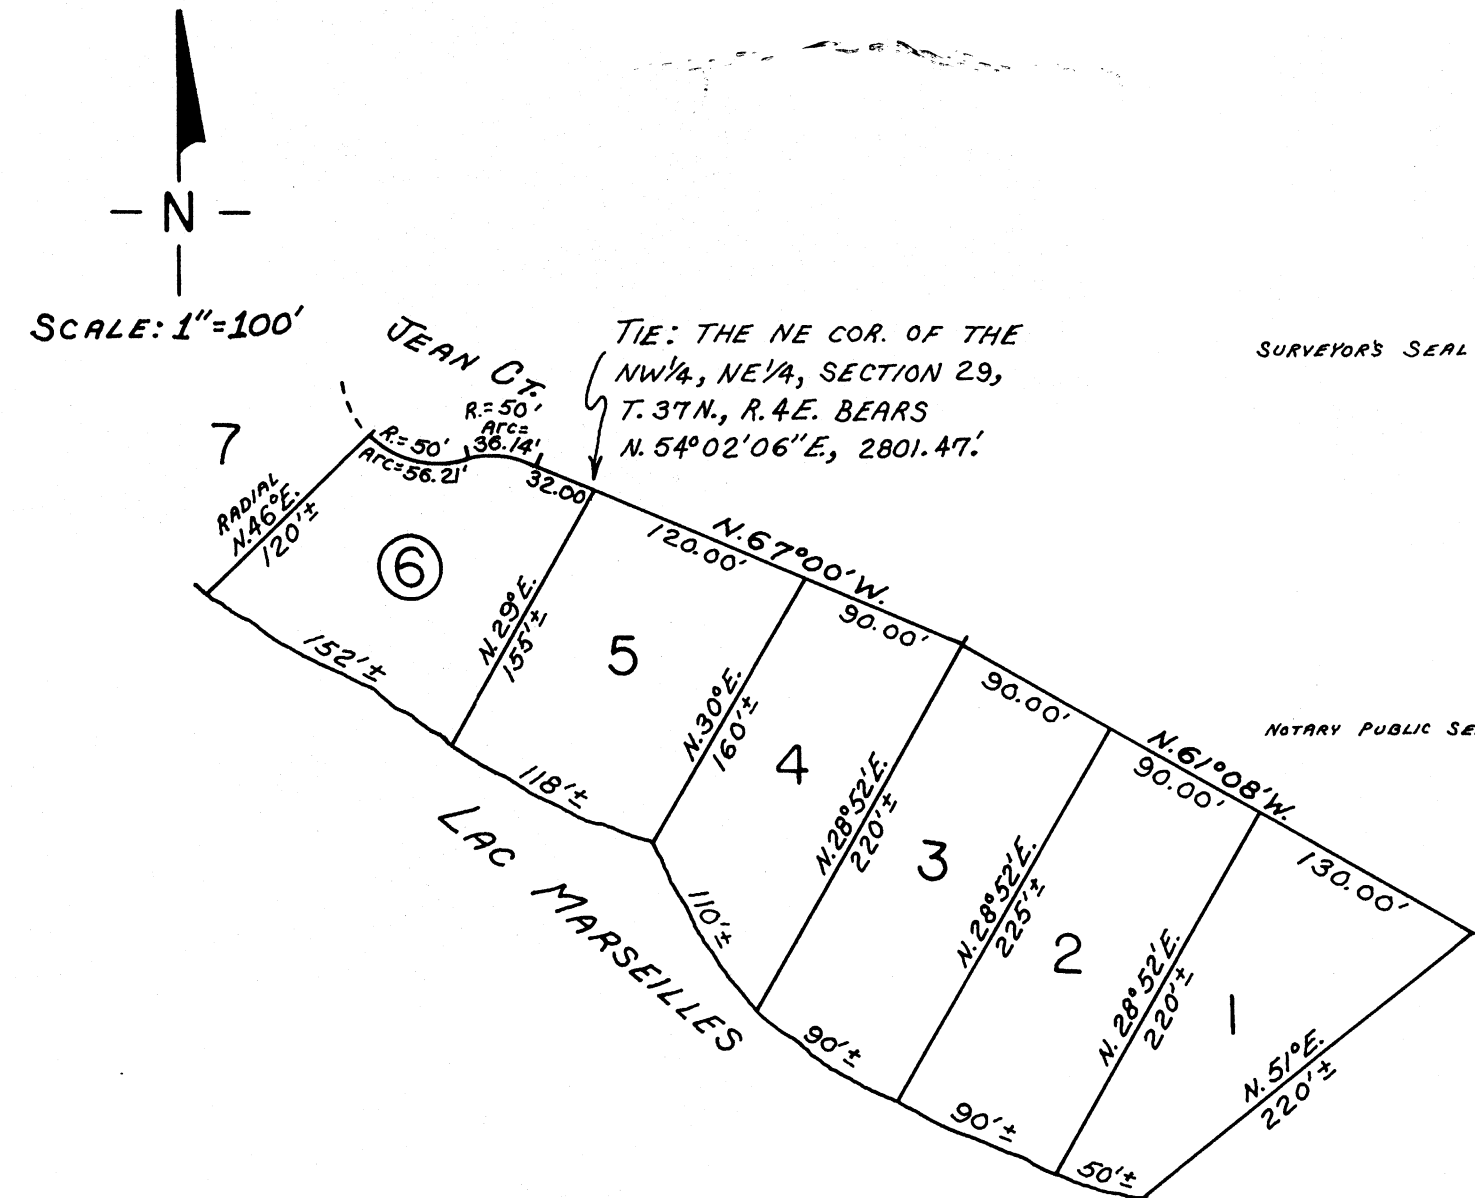 - N -
SCALE: 1"=100'
JEAN CT.
TIE: THE NE COR. OF THE
NW¼, NE¼, SECTION 29,
T. 37N., R. 4E. BEARS
N. 54°02'06"E., 2801.47.'
SURVEYOR'S SEAL
7
R.=50'
Arc=56.21'
R.=50'
Arc=
36.14'
32.00'
RADIAL
N.46°E.
120'±
6
152'±
N.29°E.
155'±
5
120.00'
N.67°00'W.
90.00'
118'±
N.30°E.
160'±
4
90.00'
N.61°08'W.
90.00'
NOTARY PUBLIC SE
130.00'
LAC MARSEILLES
110'±
N.28°52'E.
220'±
3
N.28°52'E.
225'±
2
N.28°52'E.
220'±
1
N.51°E.
220'±
90'±
90'±
50'±